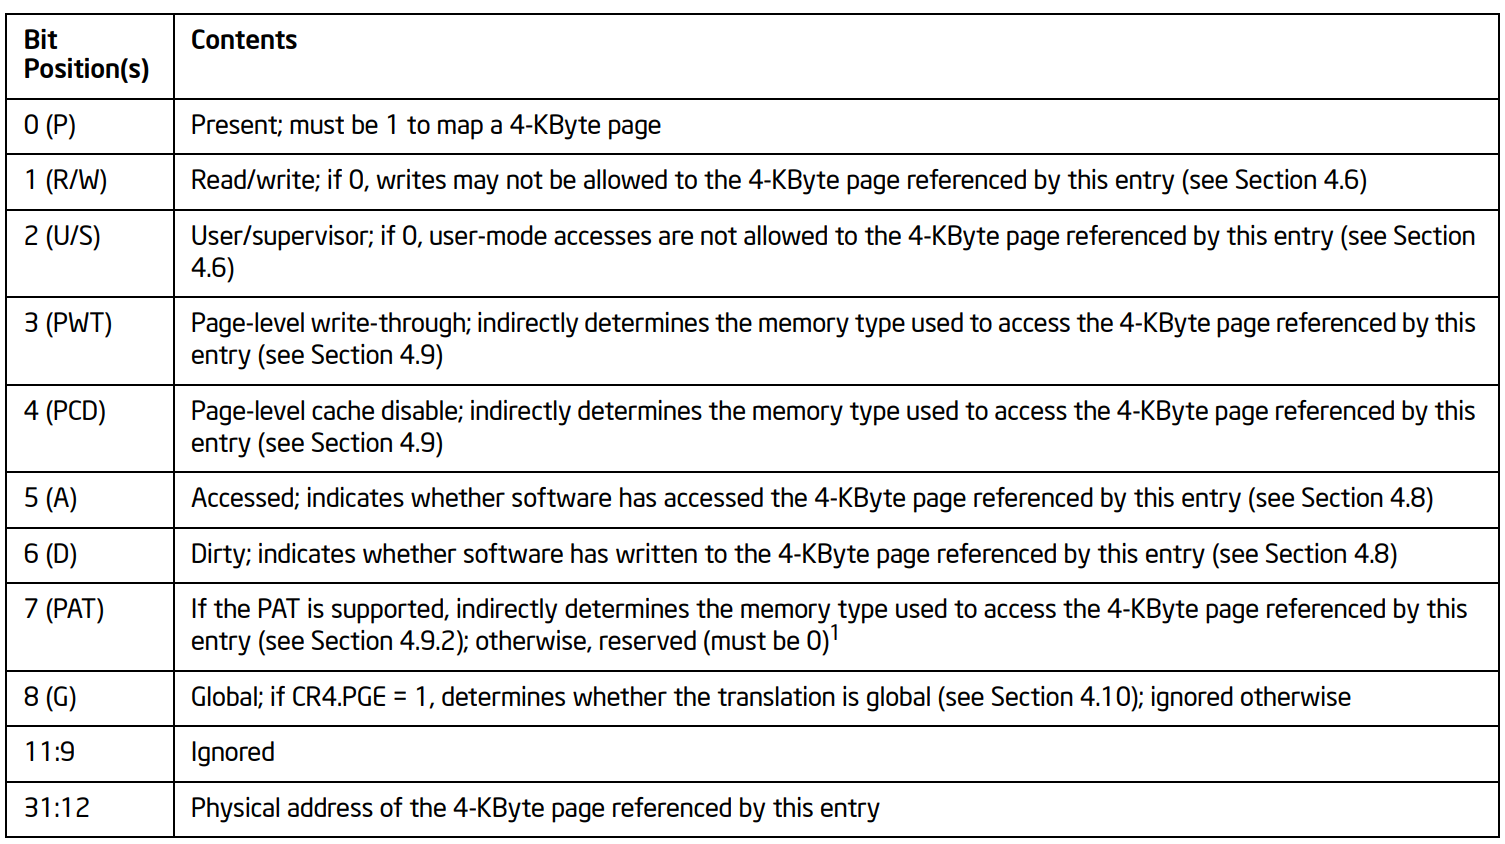 Bit
Position(s)
Contents
0 (P)
Present; must be 1 to map a 4-KByte page
1 (R/W)
Read/write; if 0, writes may not be allowed to the 4-KByte page referenced by this entry (see Section 4.6)
2 (U/S)
User/supervisor; if 0, user-mode accesses are not allowed to the 4-KByte page referenced by this entry (see Section
4.6)
3 (PWT)
Page-level write-through; indirectly determines the memory type used to access the 4-KByte page referenced by this
entry (see Section 4.9)
4 (PCD)
Page-level cache disable; indirectly determines the memory type used to access the 4-KByte page referenced by this
entry (see Section 4.9)
5 (A)
Accessed; indicates whether software has accessed the 4-KByte page referenced by this entry (see Section 4.8)
6 (D)
Dirty; indicates whether software has written to the 4-KByte page referenced by this entry (see Section 4.8)
7 (PAT)
If the PAT is supported, indirectly determines the memory type used to access the 4-KByte page referenced by this
entry (see Section 4.9.2); otherwise, reserved (must be 0)1
8 (G)
Global; if CR4.PGE = 1, determines whether the translation is global (see Section 4.10); ignored otherwise
11:9
Ignored
31:12
Physical address of the 4-KByte page referenced by this entry